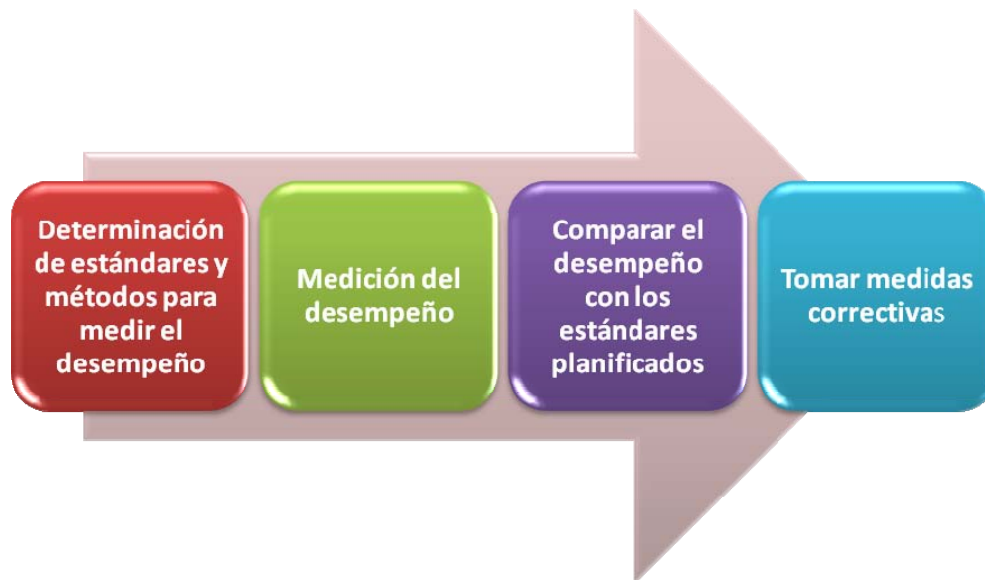 Determinación
de estándares y
métodos para
medir el
desempeño
Medición del
desempeño
Comparar el
desempeño
con los
estándares
planificados
Tomar medidas
correctivas